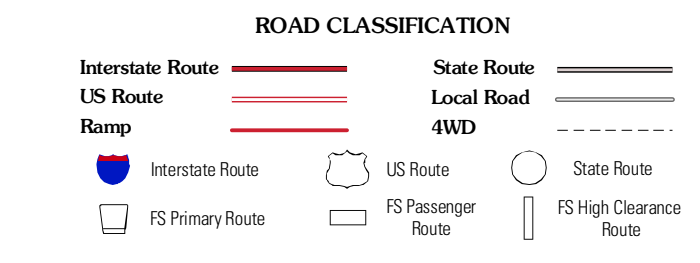 ROAD CLASSIFICATION
Interstate Route
State Route
US Route
Local Road
Ramp
4WD
Interstate Route
US Route
State Route
FS Primary Route
FS Passenger
Route
FS High Clearance
Route